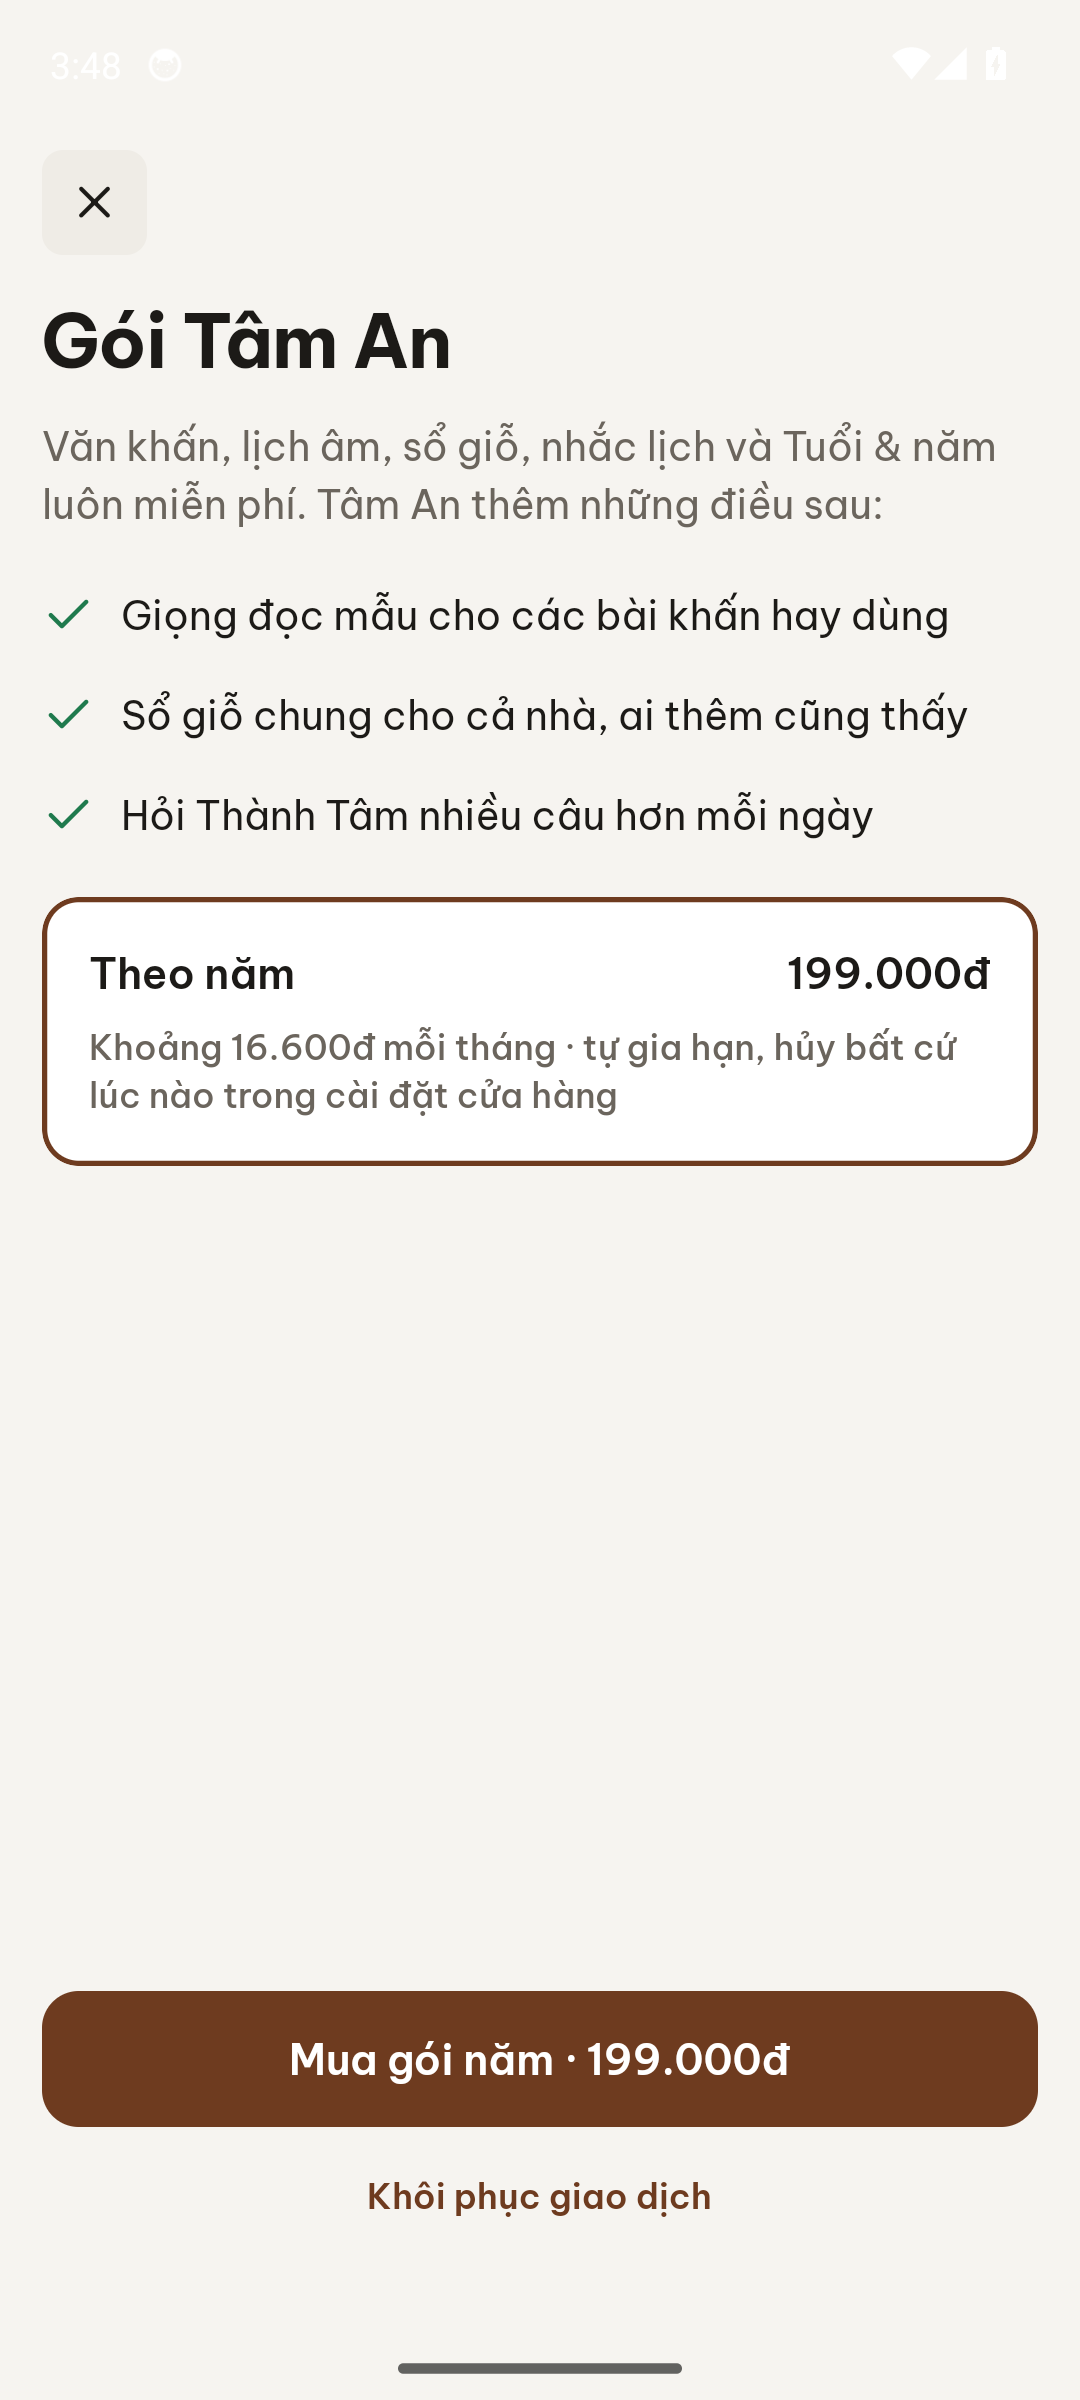 3:48
Gói Tâm An
Văn khấn, lịch âm, sổ giỗ, nhắc lịch và Tuổi & năm
luôn miễn phí. Tâm An thêm những điều sau:
Giọng đọc mẫu cho các bài khấn hay dùng
Sổ giỗ chung cho cả nhà, ai thêm cũng thấy
Hỏi Thành Tâm nhiều câu hơn mỗi ngày
Theo năm 199.000đ
Khoảng 16.600đ mỗi tháng · tự gia hạn, hủy bất cứ
lúc nào trong cài đặt cửa hàng
Mua gói năm · 199.000đ
Khôi phục giao dịch